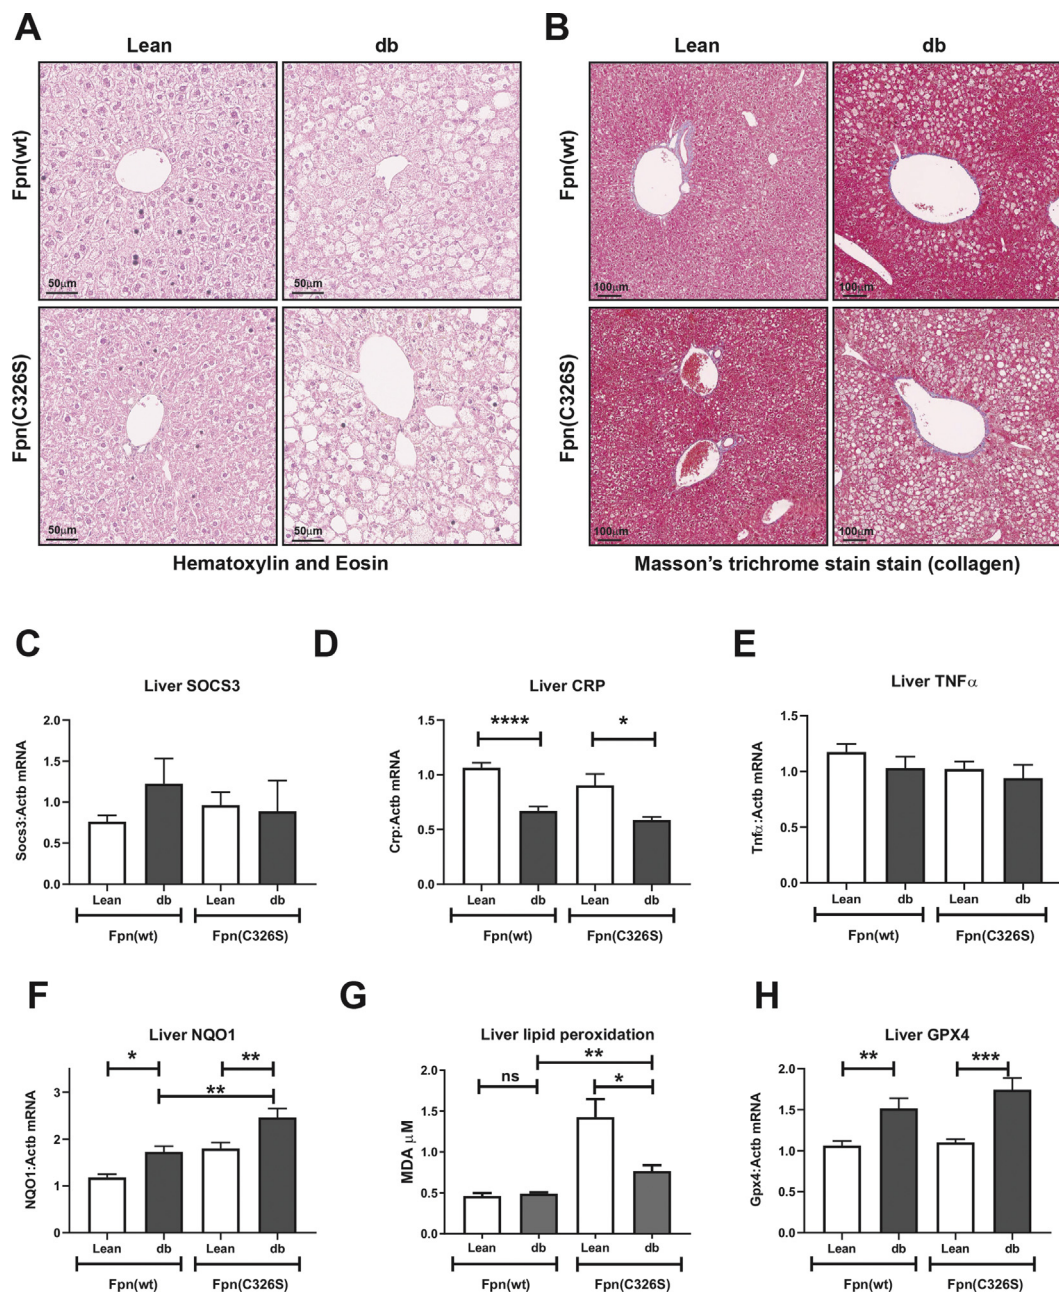 A
B
Lean
db
Lean
db
Fpn(wt)
50μm
50μm
Fpn(wt)
100μm
100μm
Fpn(C326S)
50μm
50μm
Fpn(C326S)
100μm
100μm
Hematoxylin and Eosin
Masson's trichrome stain stain (collagen)
C
Liver SOCS3
Socs3:Actb mRNA
2.0
1.5
1.0
0.5
0.0
Lean
db
Lean
db
Fpn(wt)
Fpn(C326S)
D
Liver CRP
Crp:Actb mRNA
1.5
1.0
0.5
0.0
****
*
Lean
db
Lean
db
Fpn(wt)
Fpn(C326S)
E
Liver TNFα
Tnfα:Actb mRNA
1.5
1.0
0.5
0.0
Lean
db
Lean
db
Fpn(wt)
Fpn(C326S)
F
Liver NQO1
NQO1:Actb mRNA
3
2
1
0
*
**
**
Lean
db
Lean
db
Fpn(wt)
Fpn(C326S)
G
Liver lipid peroxidation
MDA μM
2.0
1.5
1.0
0.5
0.0
**
ns
*
Lean
db
Lean
db
Fpn(wt)
Fpn(C326S)
H
Liver GPX4
Gpx4:Actb mRNA
2.0
1.5
1.0
0.5
0.0
**
***
Lean
db
Lean
db
Fpn(wt)
Fpn(C326S)